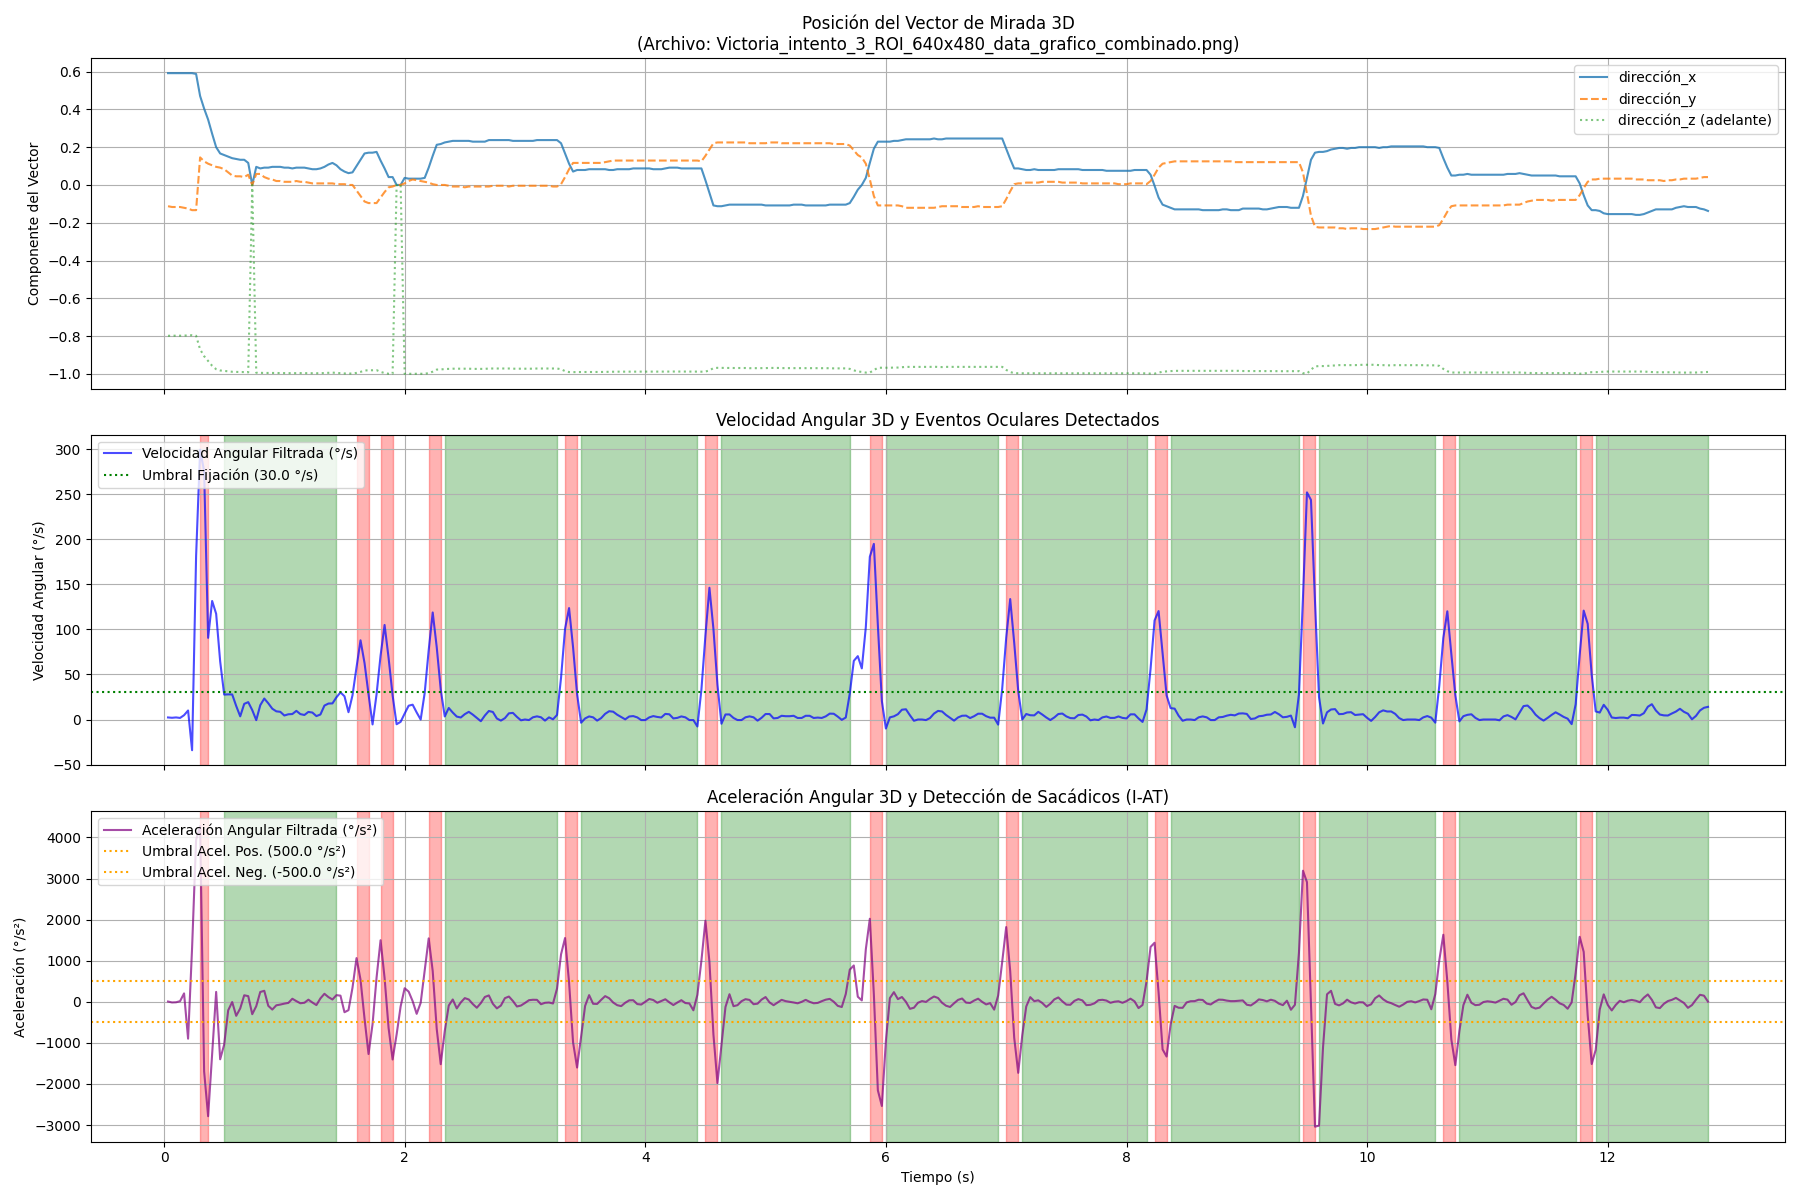 Posición del Vector de Mirada 3D
(Archivo: Victoria_intento_3_ROI_640x480_data_grafico_combinado.png)
Componente del Vector
0.6
0.4
0.2
0.0
−0.2
−0.4
−0.6
−0.8
−1.0
dirección_x
dirección_y
dirección_z (adelante)
Velocidad Angular 3D y Eventos Oculares Detectados
Velocidad Angular (°/s)
300
250
200
150
100
50
0
−50
Velocidad Angular Filtrada (°/s)
Umbral Fijación (30.0 °/s)
Aceleración Angular 3D y Detección de Sacádicos (I-AT)
Aceleración (°/s²)
4000
3000
2000
1000
0
−1000
−2000
−3000
Aceleración Angular Filtrada (°/s²)
Umbral Acel. Pos. (500.0 °/s²)
Umbral Acel. Neg. (-500.0 °/s²)
0 2 4 6 8 10 12
Tiempo (s)